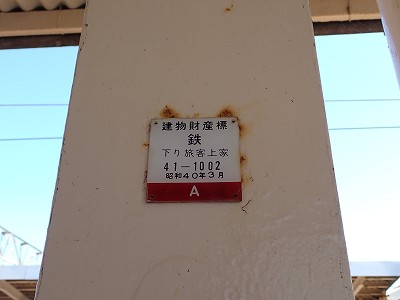 建物財産標
鉄
下り旅客上家
41-1002
昭和40年3月
A